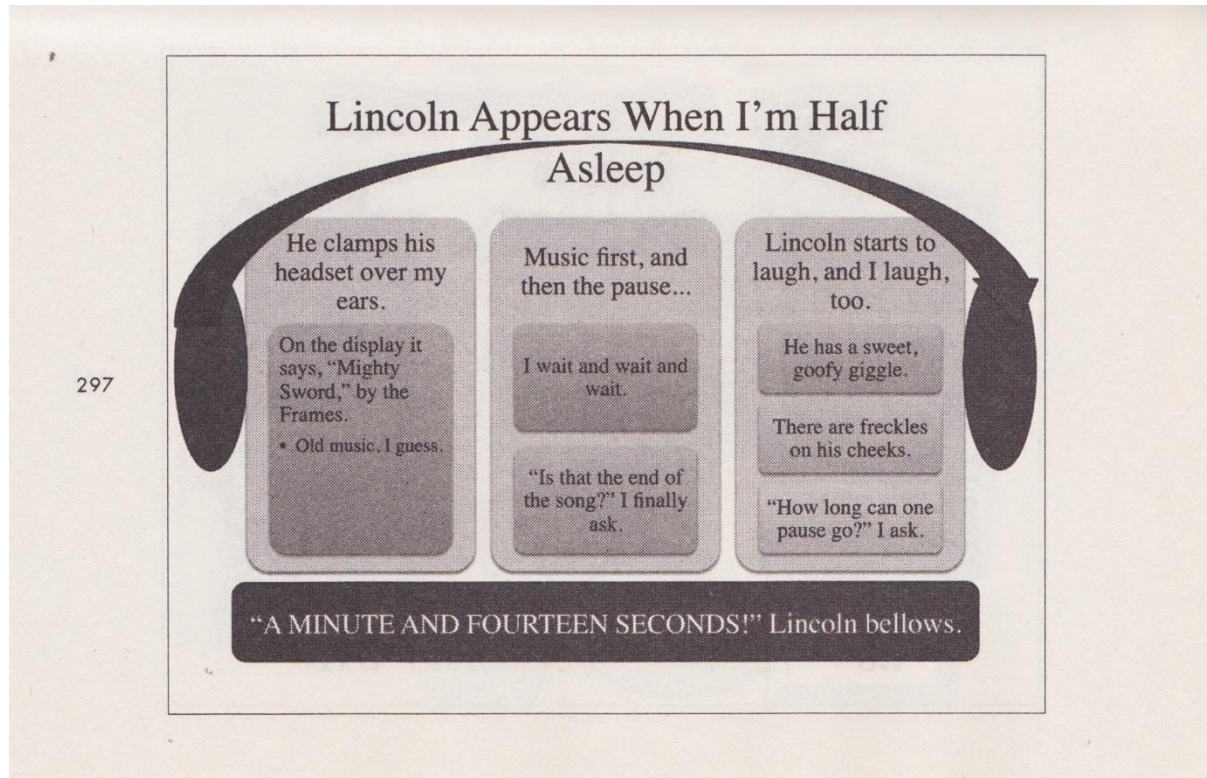 Lincoln Appears When I'm Half
Asleep
He clamps his
headset over my
ears.
On the display it
says, “Mighty
Sword,” by the
Frames.
• Old music, I guess.
Music first, and
then the pause...
I wait and wait and
wait.
“Is that the end of
the song?” I finally
ask.
Lincoln starts to
laugh, and I laugh,
too.
He has a sweet,
goofy giggle.
There are freckles
on his cheeks.
“How long can one
pause go?” I ask.
“A MINUTE AND FOURTEEN SECONDS!” Lincoln bellows.
297